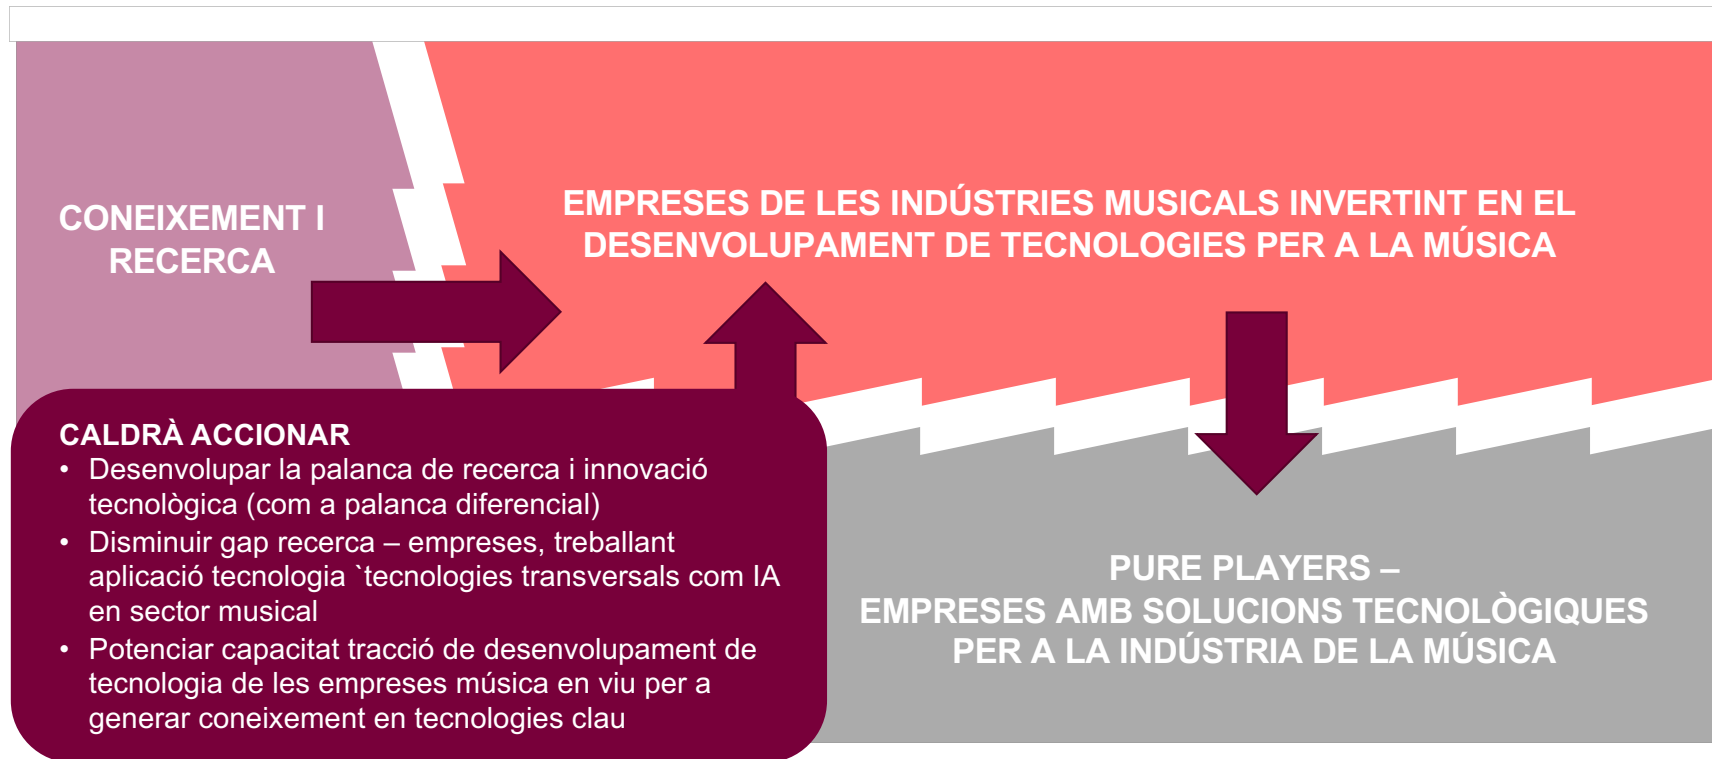 CONEIXEMENT I
RECERCA
EMPRESES DE LES INDÚSTRIES MUSICALS INVERTINT EN EL
DESENVOLUPAMENT DE TECNOLOGIES PER A LA MÚSICA
CALDRÀ ACCIONAR
• Desenvolupar la palanca de recerca i innovació
tecnològica (com a palanca diferencial)
• Disminuir gap recerca – empreses, treballant
aplicació tecnologia `tecnologies transversals com IA
en sector musical
• Potenciar capacitat tracció de desenvolupament de
tecnologia de les empreses música en viu per a
generar coneixement en tecnologies clau
PURE PLAYERS –
EMPRESES AMB SOLUCIONS TECNOLÒGIQUES
PER A LA INDÚSTRIA DE LA MÚSICA